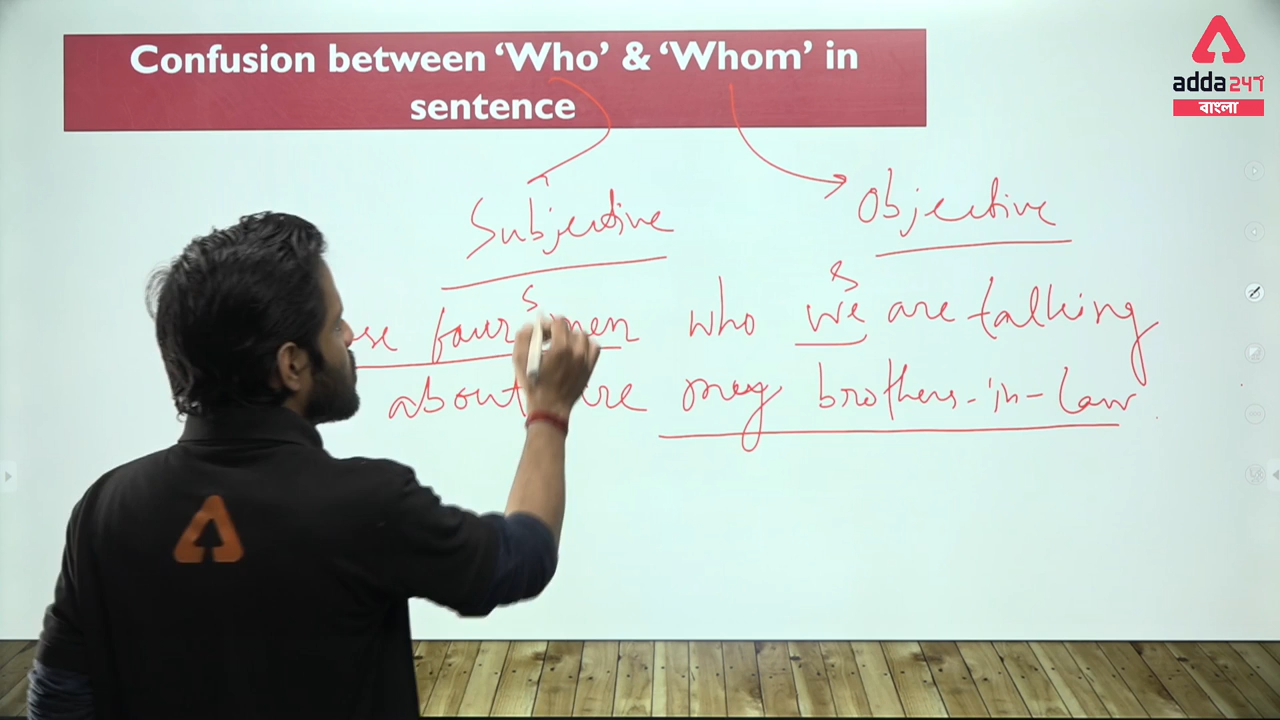 Confusion between ‘Who’ & ‘Whom’ in
sentence
adda247
বাংলা
Subjective
Objective
S
S
se four men who we are talking
about are my brothers-in-law.